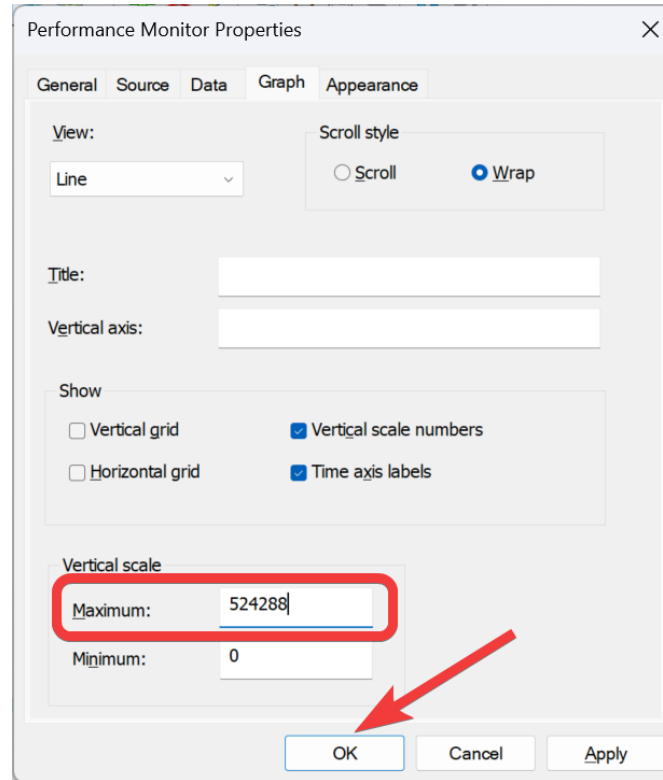 Performance Monitor Properties
General Source Data Graph Appearance
View:
Line
Scroll style
Scroll Wrap
Title:
Vertical axis:
Show
Vertical grid Vertical scale numbers
Horizontal grid Time axis labels
Vertical scale
Maximum: 524288
Minimum: 0
OK Cancel Apply